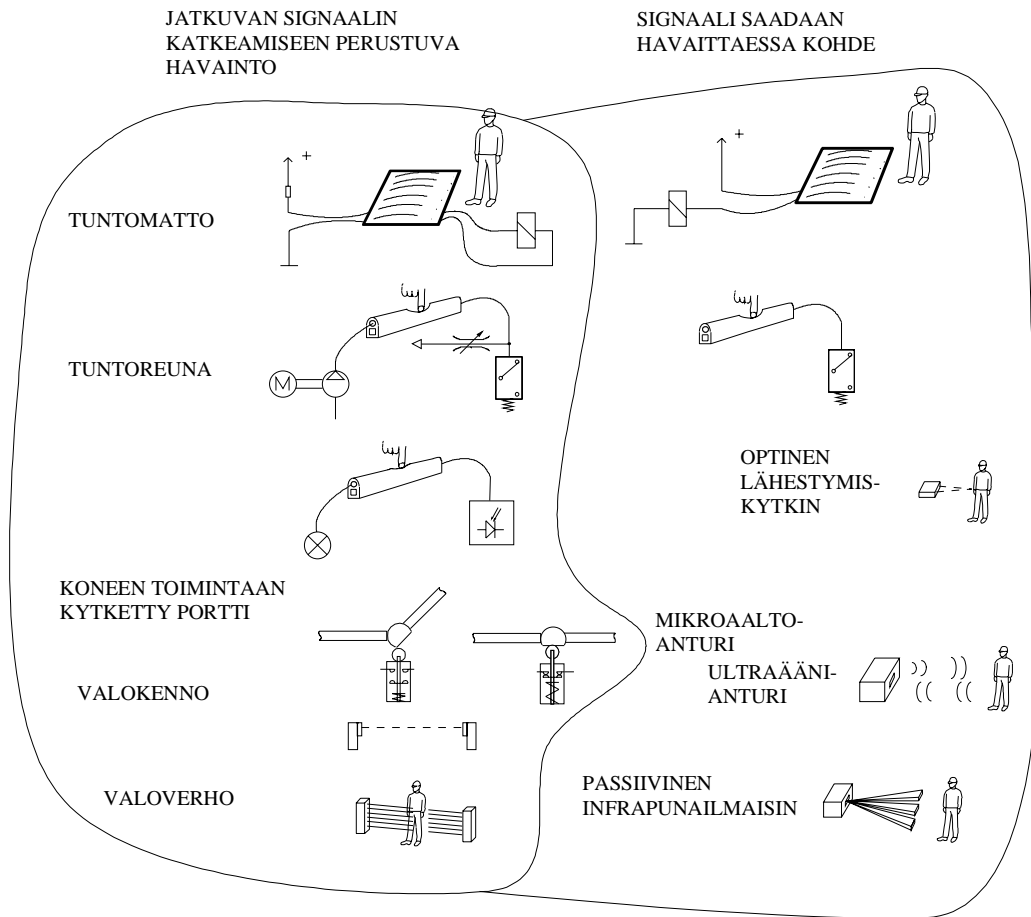 JATKUVAN SIGNAALIN
KATKEAMISEEN PERUSTUVA
HAVAINTO
SIGNAALI SAADAAN
HAVAITTAESSA KOHDE
+
+
TUNTOMATTO
TUNTOREUNA
M
OPTINEN
LÄHESTYMIS-
KYTKIN
KONEEN TOIMINTAAN
KYTKETTY PORTTI
MIKROAALTO-
ANTURI
ULTRAÄÄNI-
ANTURI
VALOKENNO
VALOVERHO
PASSIIVINEN
INFRAPUNAILMAISIN